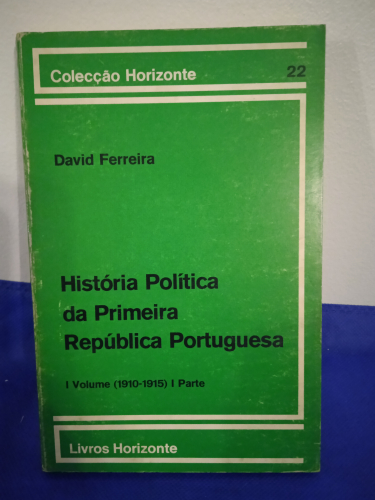 Colecção Horizonte 22
David Ferreira
História Política
da Primeira
República Portuguesa
I Volume (1910-1915) I Parte
Livros Horizonte